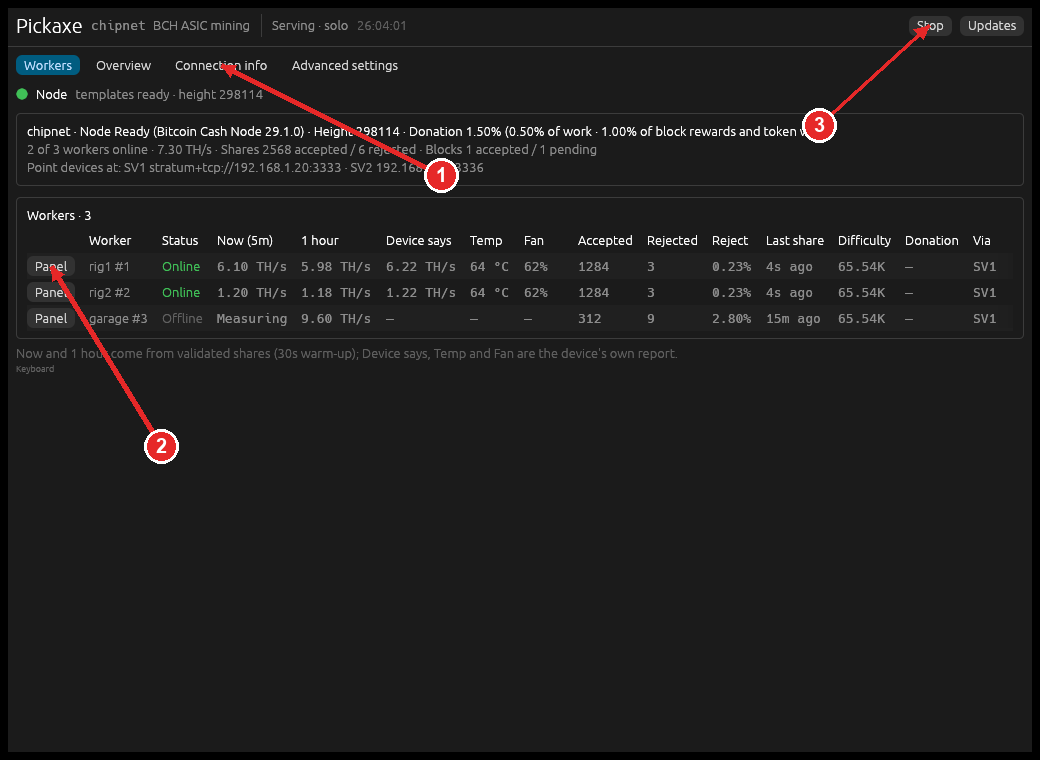 Pickaxe chipnet BCH ASIC mining Serving · solo 26:04:01 Stop Updates
Workers Overview Connection info Advanced settings
Node templates ready · height 298114
chipnet · Node Ready (Bitcoin Cash Node 29.1.0) · Height 298114 · Donation 1.50% (0.50% of work · 1.00% of block rewards and token
2 of 3 workers online · 7.30 TH/s · Shares 2568 accepted / 6 rejected · Blocks 1 accepted / 1 pending
Point devices at: SV1 stratum+tcp://192.168.1.20:3333 · SV2
Workers · 3
Worker Status Now (5m) 1 hour Device says Temp Fan Accepted Rejected Reject Last share Difficulty Donation Via
Panel rig1 #1 Online 6.10 TH/s 5.98 TH/s 6.22 TH/s 64 °C 62% 1284 3 0.23% 4s ago 65.54K — SV1
Panel rig2 #2 Online 1.20 TH/s 1.18 TH/s 1.22 TH/s 64 °C 62% 1284 3 0.23% 4s ago 65.54K — SV1
Panel garage #3 Offline Measuring 9.60 TH/s — — — 312 9 2.80% 15m ago 65.54K — SV1
Now and 1 hour come from validated shares (30s warm-up); Device says, Temp and Fan are the device's own report.
Keyboard
1
2
3